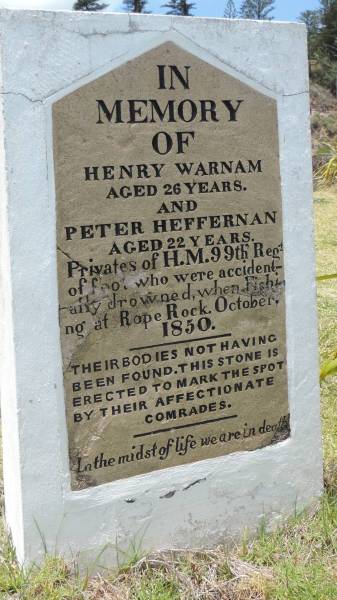 IN
MEMORY
OF
HENRY WARNAM
AGED 26 YEARS.
AND
PETER HEFFERNAN
AGED 22 YEARS.
Privates of H.M. 99th Regt
of foot who were accident-
ally drowned, when Fishi-
ng at Rope Rock. October.
1850.
THEIR BODIES NOT HAVING
BEEN FOUND. THIS STONE IS
ERECTED TO MARK THE SPOT
BY THEIR AFFECTIONATE
COMRADES.
In the midst of life we are in death